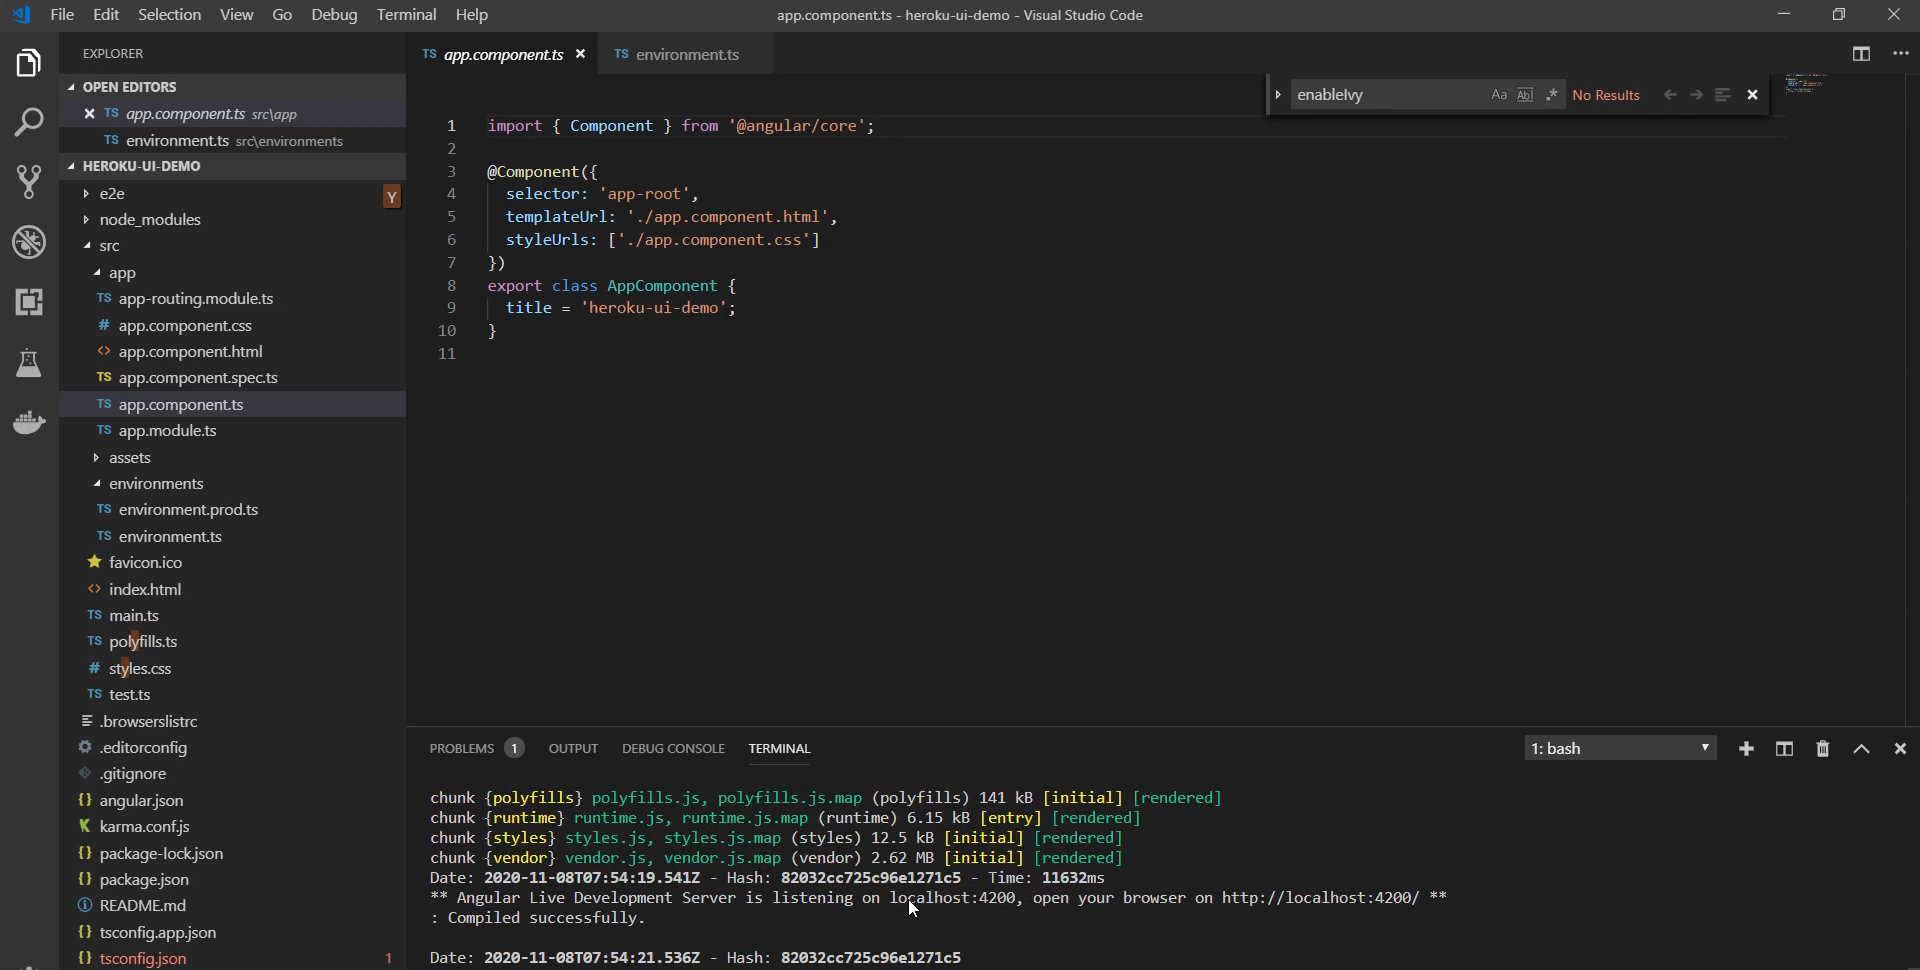 File Edit Selection View Go Debug Terminal Help
app.component.ts - heroku-ui-demo - Visual Studio Code
EXPLORER
OPEN EDITORS
TS app.component.ts src\app
TS environment.ts src\environments
HEROKU-UI-DEMO
e2e
Y
node_modules
src
app
TS app-routing.module.ts
# app.component.css
<> app.component.html
TS app.component.spec.ts
TS app.component.ts
TS app.module.ts
assets
environments
TS environment.prod.ts
TS environment.ts
favicon.ico
<> index.html
TS main.ts
TS polyfills.ts
# styles.css
TS test.ts
.browserslistrc
.editorconfig
.gitignore
{} angular.json
K karma.conf.js
{} package-lock.json
{} package.json
README.md
{} tsconfig.app.json
{} tsconfig.json 1
TS app.component.ts
TS environment.ts
enableIvy Aa Abl .* No Results
1 import { Component } from '@angular/core';
2
3 @Component({
4 selector: 'app-root',
5 templateUrl: './app.component.html',
6 styleUrls: ['./app.component.css']
7 })
8 export class AppComponent {
9 title = 'heroku-ui-demo';
10 }
11
PROBLEMS 1 OUTPUT DEBUG CONSOLE TERMINAL
1: bash
chunk {polyfills} polyfills.js, polyfills.js.map (polyfills) 141 kB [initial] [rendered]
chunk {runtime} runtime.js, runtime.js.map (runtime) 6.15 kB [entry] [rendered]
chunk {styles} styles.js, styles.js.map (styles) 12.5 kB [initial] [rendered]
chunk {vendor} vendor.js, vendor.js.map (vendor) 2.62 MB [initial] [rendered]
Date: 2020-11-08T07:54:19.541Z - Hash: 82032cc725c96e1271c5 - Time: 11632ms
** Angular Live Development Server is listening on localhost:4200, open your browser on http://localhost:4200/ **
: Compiled successfully.
Date: 2020-11-08T07:54:21.536Z - Hash: 82032cc725c96e1271c5